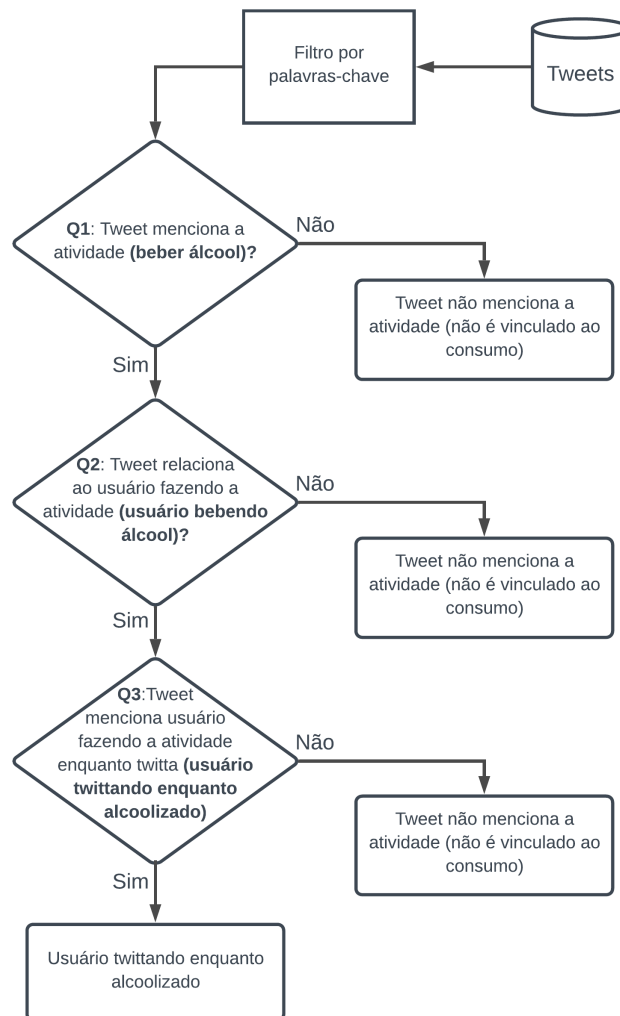 Filtro por
palavras-chave
Tweets
Q1: Tweet menciona a
atividade (beber álcool)?
Não
Tweet não menciona a
atividade (não é vinculado ao
consumo)
Sim
Q2: Tweet relaciona
ao usuário fazendo a
atividade (usuário bebendo
álcool)?
Não
Tweet não menciona a
atividade (não é vinculado ao
consumo)
Sim
Q3:Tweet
menciona usuário
fazendo a atividade
enquanto twitta (usuário
twittando enquanto
alcoolizado)
Não
Tweet não menciona a
atividade (não é vinculado ao
consumo)
Sim
Usuário twittando enquanto
alcoolizado